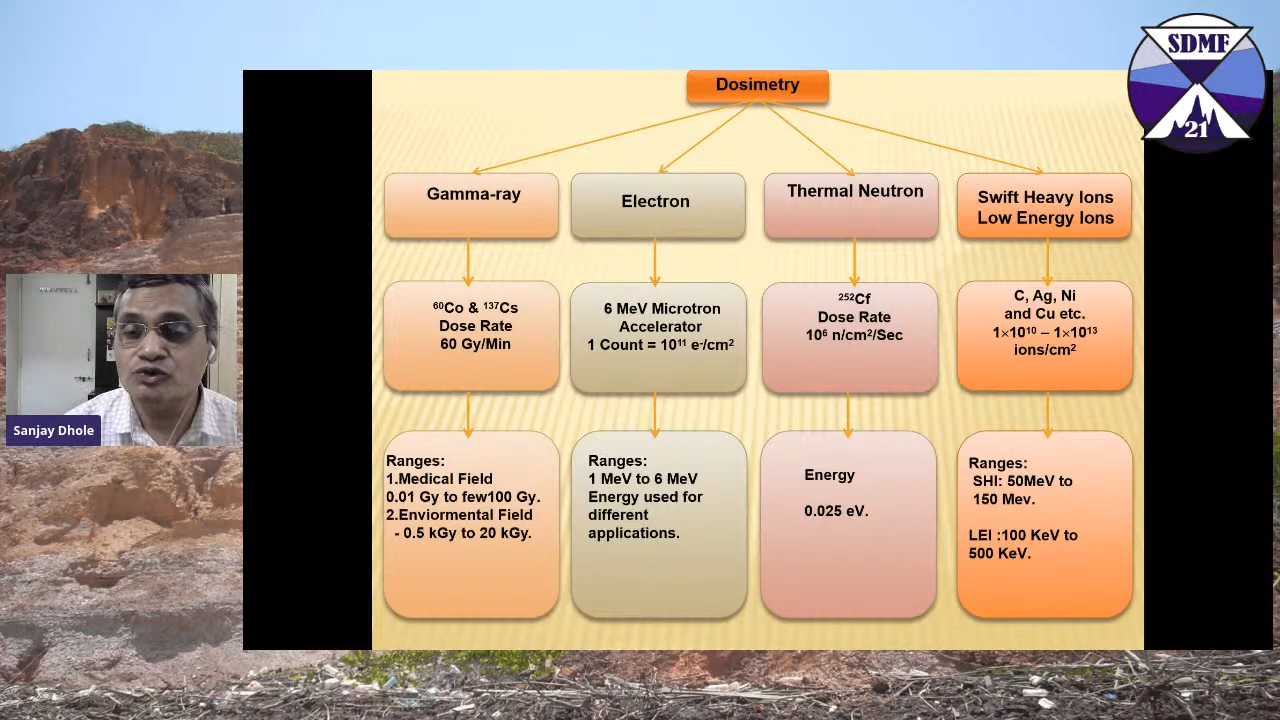 SDMF
21
Dosimetry
Gamma-ray
Electron
Thermal Neutron
Swift Heavy Ions
Low Energy Ions
⁶⁰Co & ¹³⁷Cs
Dose Rate
60 Gy/Min
6 MeV Microtron
Accelerator
1 Count = 10¹¹ e⁻/cm²
²⁵²Cf
Dose Rate
10⁶ n/cm²/Sec
C, Ag, Ni
and Cu etc.
1×10¹⁰ – 1×10¹³
ions/cm²
Ranges:
1.Medical Field
0.01 Gy to few100 Gy.
2.Enviormental Field
- 0.5 kGy to 20 kGy.
Ranges:
1 MeV to 6 MeV
Energy used for
different
applications.
Energy
0.025 eV.
Ranges:
SHI: 50MeV to
150 Mev.
LEI :100 KeV to
500 KeV.
Sanjay Dhole